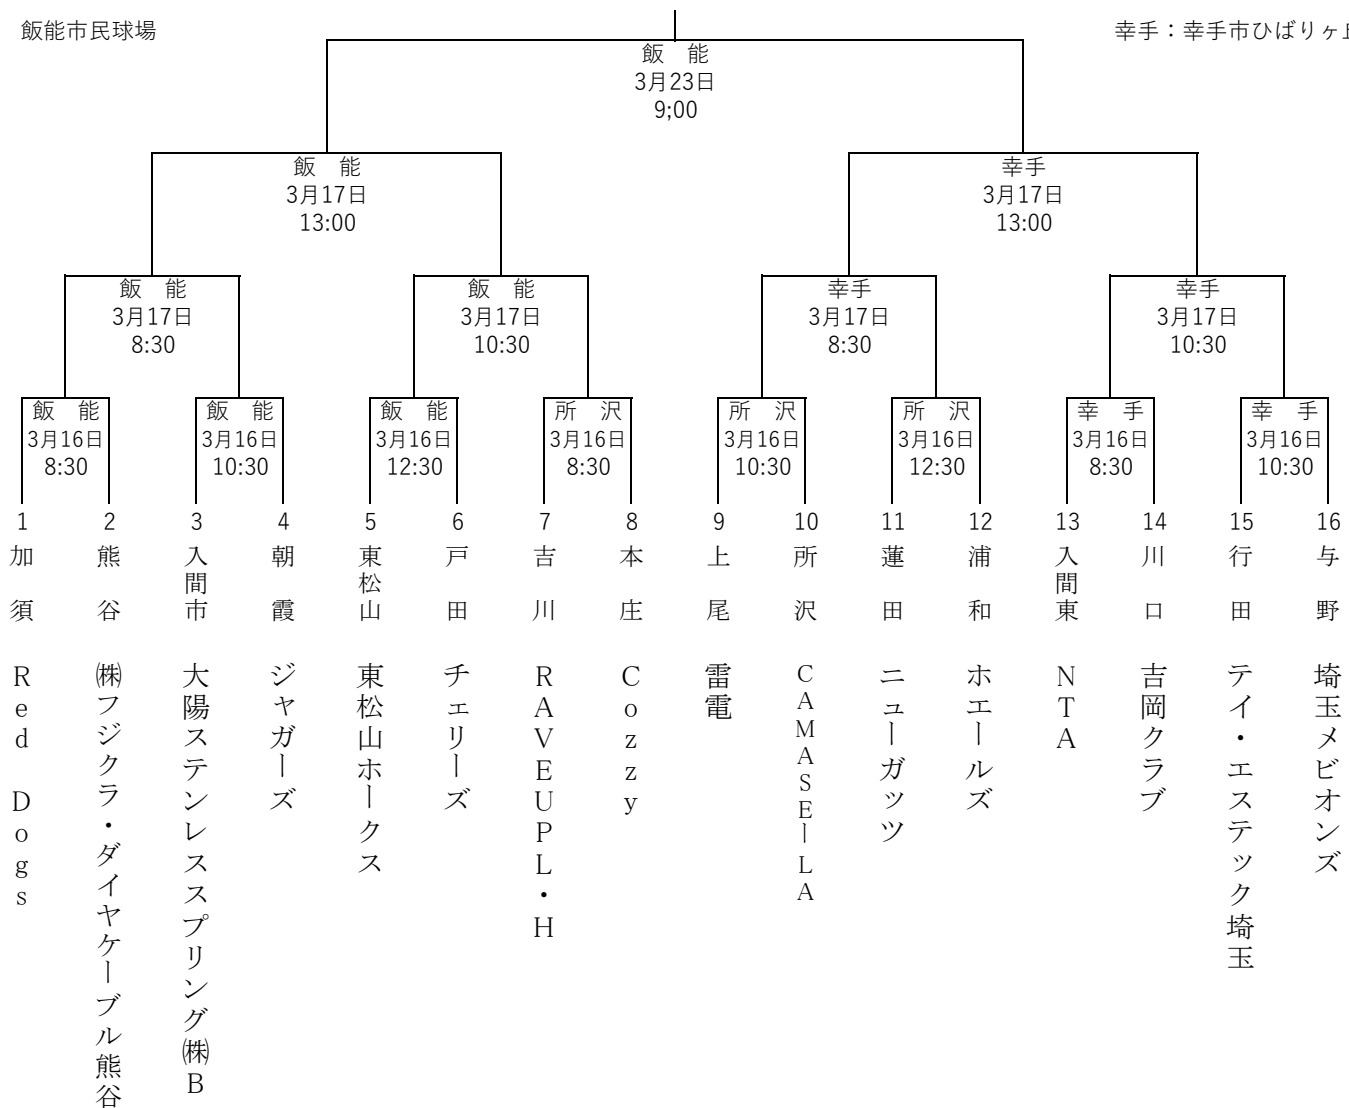 飯能市民球場
幸手：幸手市ひばりヶ
飯　能
3月23日
9;00
飯　能
3月17日
13:00
幸手
3月17日
13:00
飯　能
3月17日
8:30
飯　能
3月17日
10:30
幸手
3月17日
8:30
幸手
3月17日
10:30
飯　能
3月16日
8:30
飯　能
3月16日
10:30
飯　能
3月16日
12:30
所　沢
3月16日
8:30
所　沢
3月16日
10:30
所　沢
3月16日
12:30
幸　手
3月16日
8:30
幸　手
3月16日
10:30
1
加須
Red Dogs
2
熊谷
㈱フジクラ・ダイヤケーブル熊谷
3
入間市
大陽ステンレススプリング㈱B
4
朝霞
ジャガーズ
5
東松山
東松山ホークス
6
戸田
チェリーズ
7
吉川
RAVEUPL・H
8
本庄
Cozzy
9
上尾
雷電
10
所沢
CAMASEーLA
11
蓮田
ニューガッツ
12
浦和
ホエールズ
13
入間東
NTA
14
川口
吉岡クラブ
15
行田
テイ・エステック埼玉
16
与野
埼玉メビオンズ